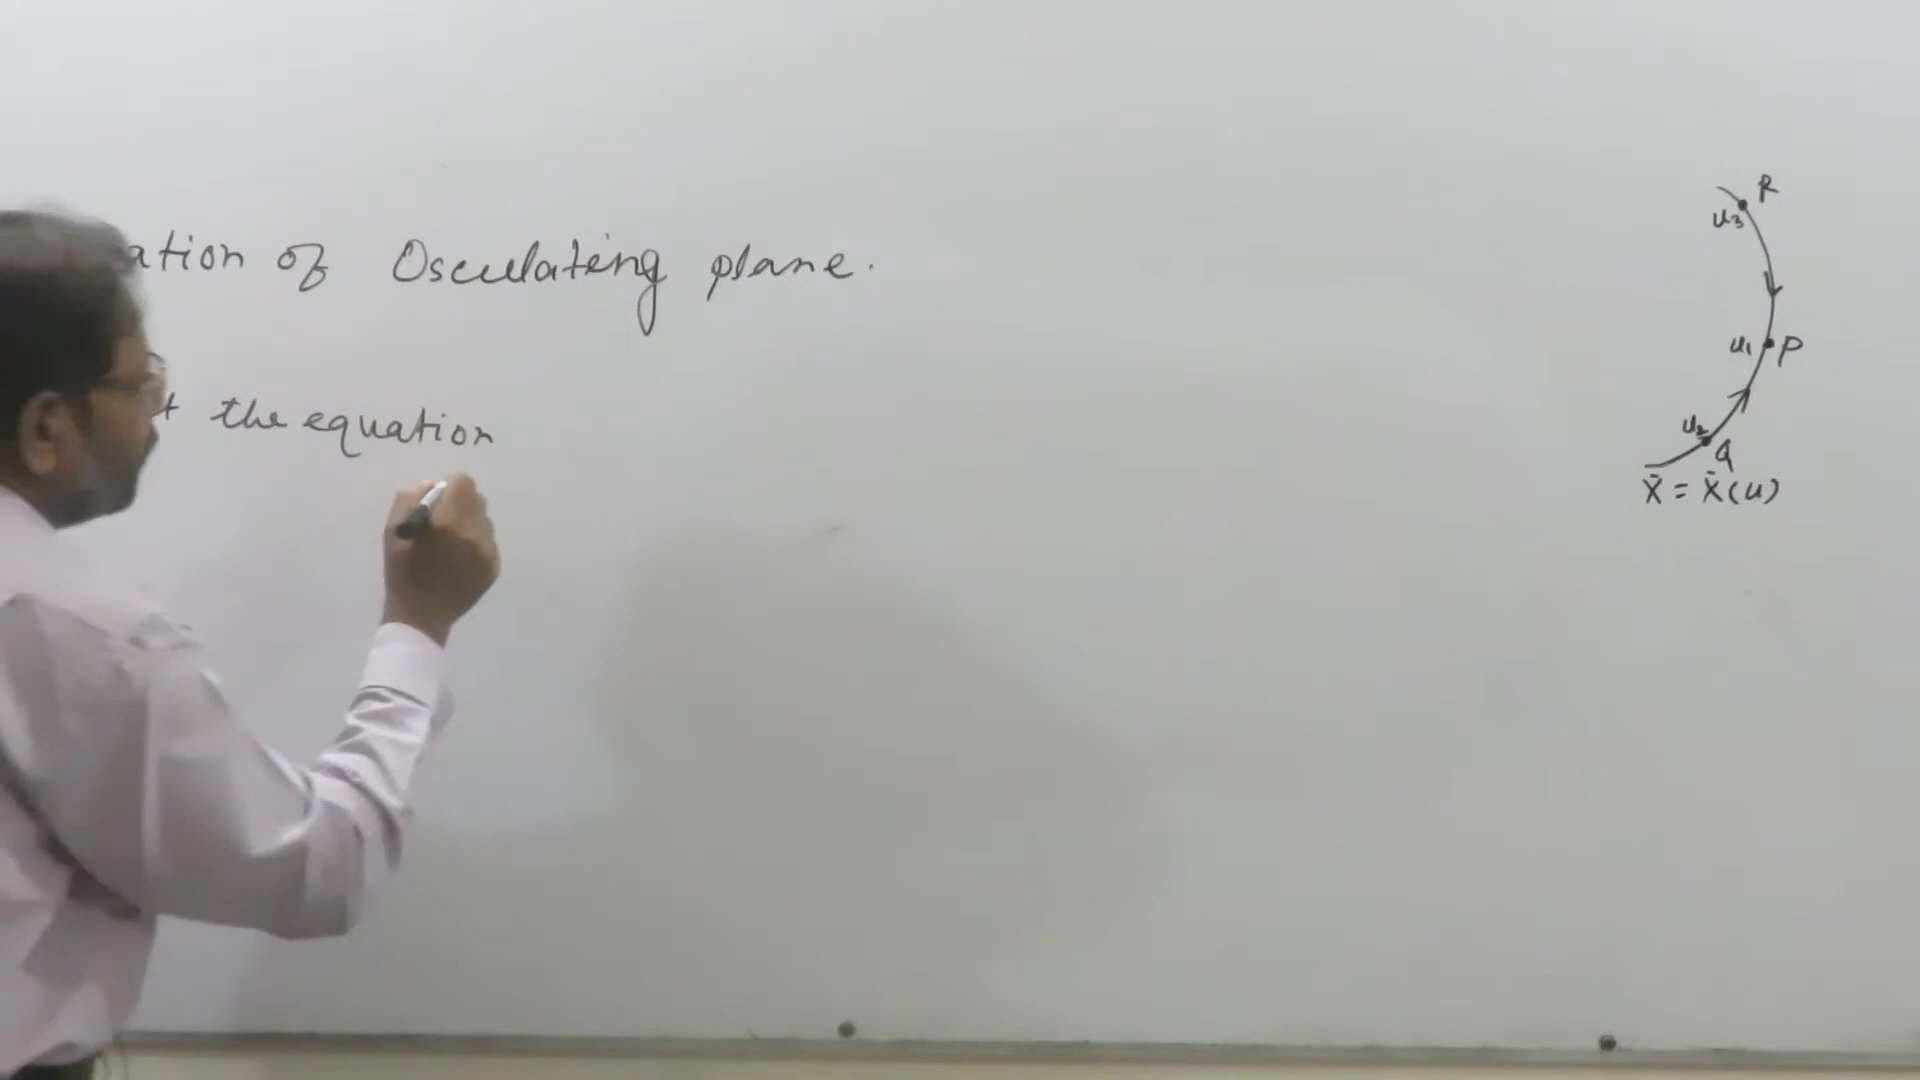 ation of Osculating plane.
the equation
R
u₃
u₁ P
u₂
Q
x̄ = x̄(u)